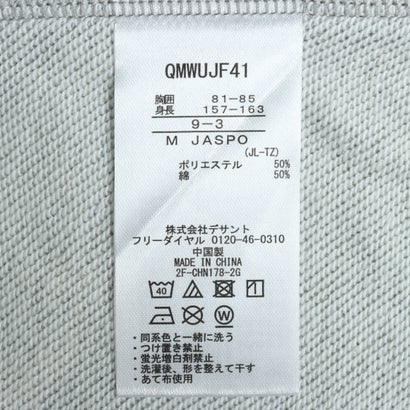 QMWUJF41
胸囲 81-85
身長 157-163
9-3
M JASPO
(JL-TZ)
ポリエステル 50%
綿 50%
株式会社デサント
フリーダイヤル 0120-46-0310
中国製
MADE IN CHINA
2F-CHN178-2G
40 W
・同系色と一緒に洗う
・つけ置き禁止
・蛍光増白剤禁止
・洗濯後、形を整えて干す
・あて布使用